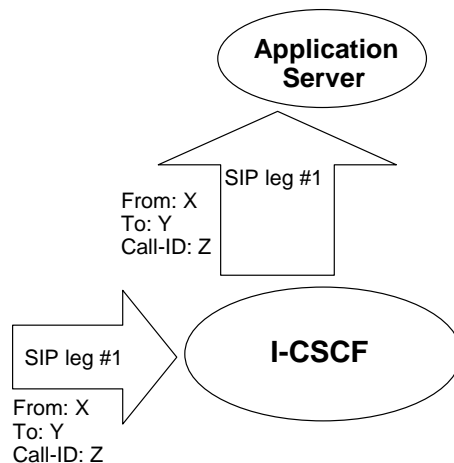 Application
Server
SIP leg #1
From: X
To: Y
Call-ID: Z
I-CSCF
SIP leg #1
From: X
To: Y
Call-ID: Z